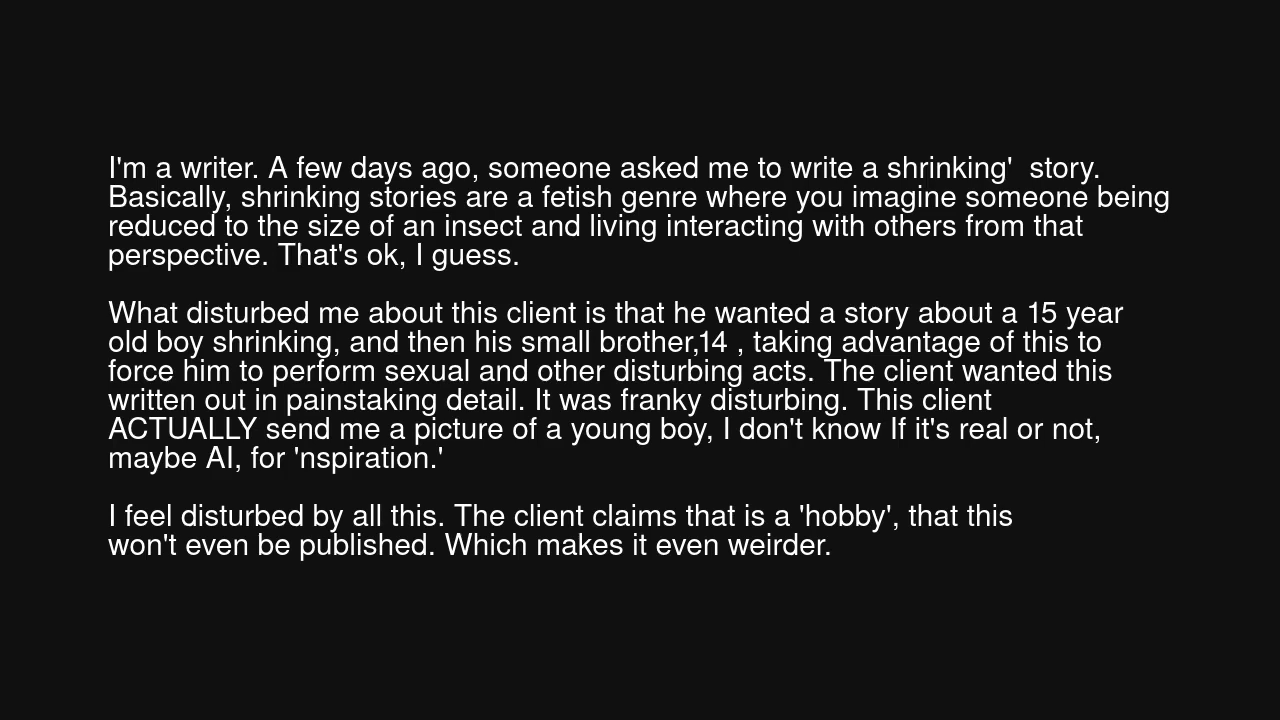 I'm a writer. A few days ago, someone asked me to write a shrinking'  story.
Basically, shrinking stories are a fetish genre where you imagine someone being
reduced to the size of an insect and living interacting with others from that
perspective. That's ok, I guess.

What disturbed me about this client is that he wanted a story about a 15 year
old boy shrinking, and then his small brother,14 , taking advantage of this to
force him to perform sexual and other disturbing acts. The client wanted this
written out in painstaking detail. It was franky disturbing. This client
ACTUALLY send me a picture of a young boy, I don't know If it's real or not,
maybe AI, for 'nspiration.'

I feel disturbed by all this. The client claims that is a 'hobby', that this
won't even be published. Which makes it even weirder.